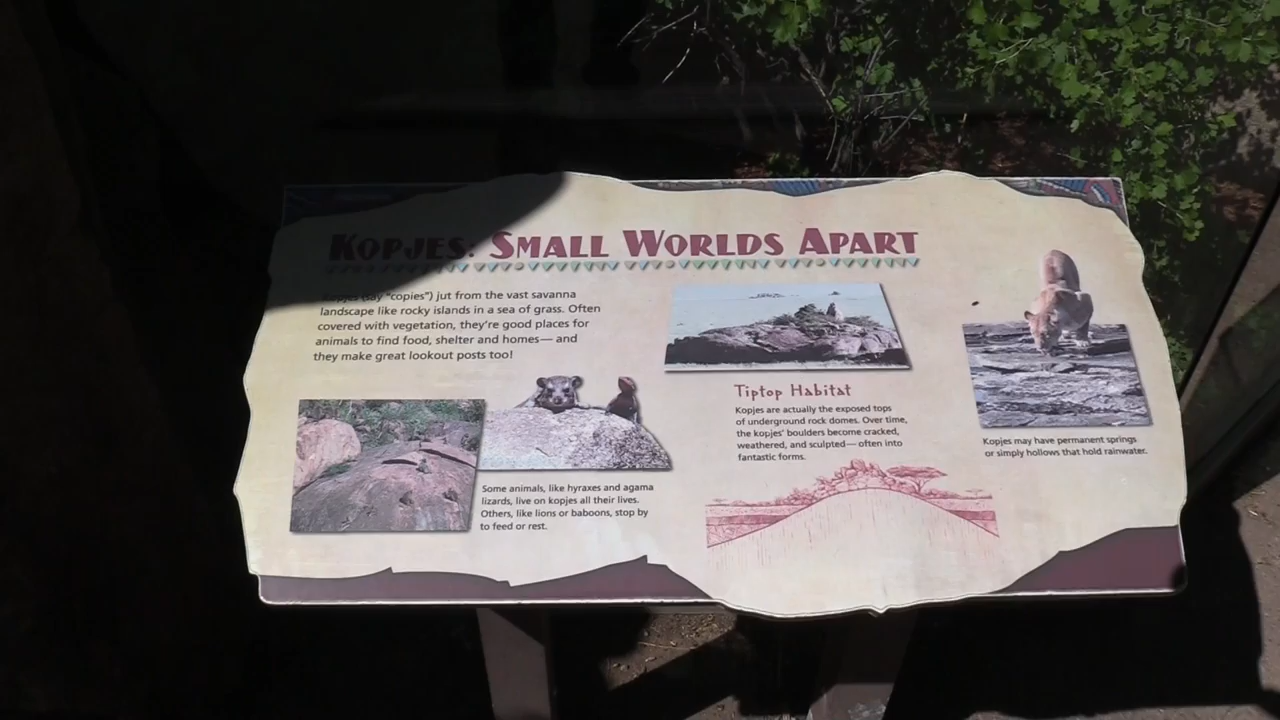 KOPJES: SMALL WORLDS APART
Kopjes (say "copies") jut from the vast savanna
landscape like rocky islands in a sea of grass. Often
covered with vegetation, they're good places for
animals to find food, shelter and homes—and
they make great lookout posts too!
Some animals, like hyraxes and agama
lizards, live on kopjes all their lives.
Others, like lions or baboons, stop by
to feed or rest.
Tiptop Habitat
Kopjes are actually the exposed tops
of underground rock domes. Over time,
the kopjes' boulders become cracked,
weathered, and sculpted—often into
fantastic forms.
Kopjes may have permanent springs
or simply hollows that hold rainwater.